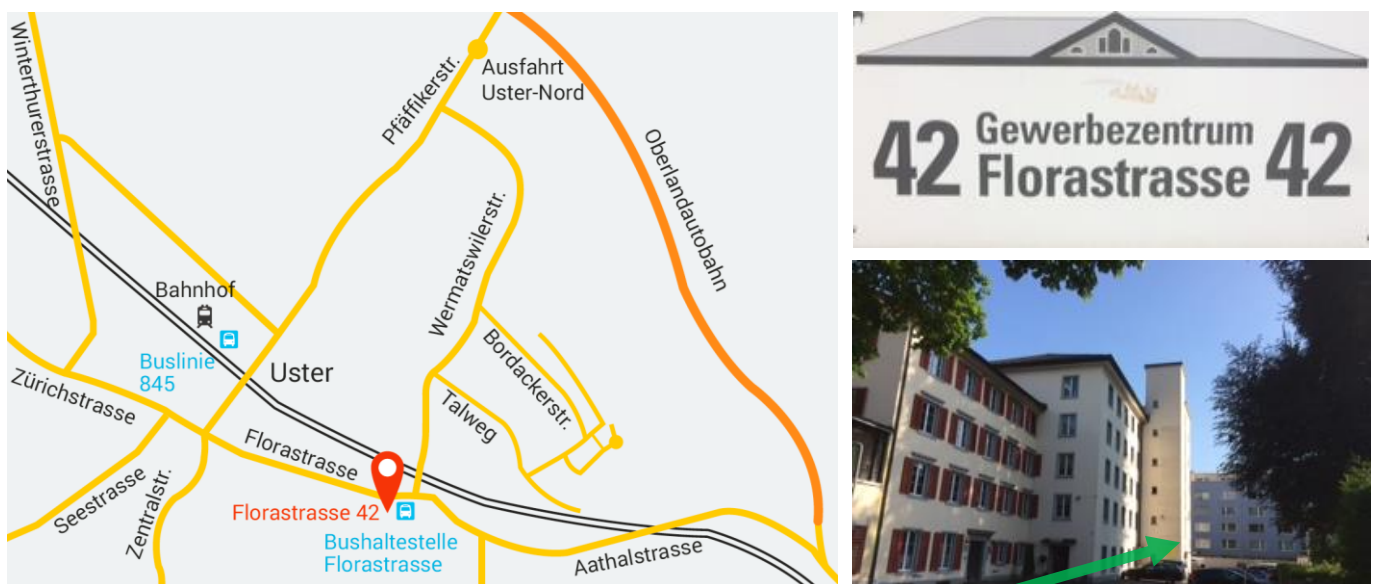 Winterthurerstrasse
Pfäffikerstr.
Ausfahrt
Uster-Nord
Oberlandautobahn
Wermatswilerstr.
Bahnhof
Buslinie
845
Uster
Zürichstrasse
Bordackerstr.
Talweg
Florastrasse
Seestrasse
Zentralstr.
Florastrasse 42
Bushaltestelle
Florastrasse
Aathalstrasse
42 Gewerbezentrum 42
Florastrasse